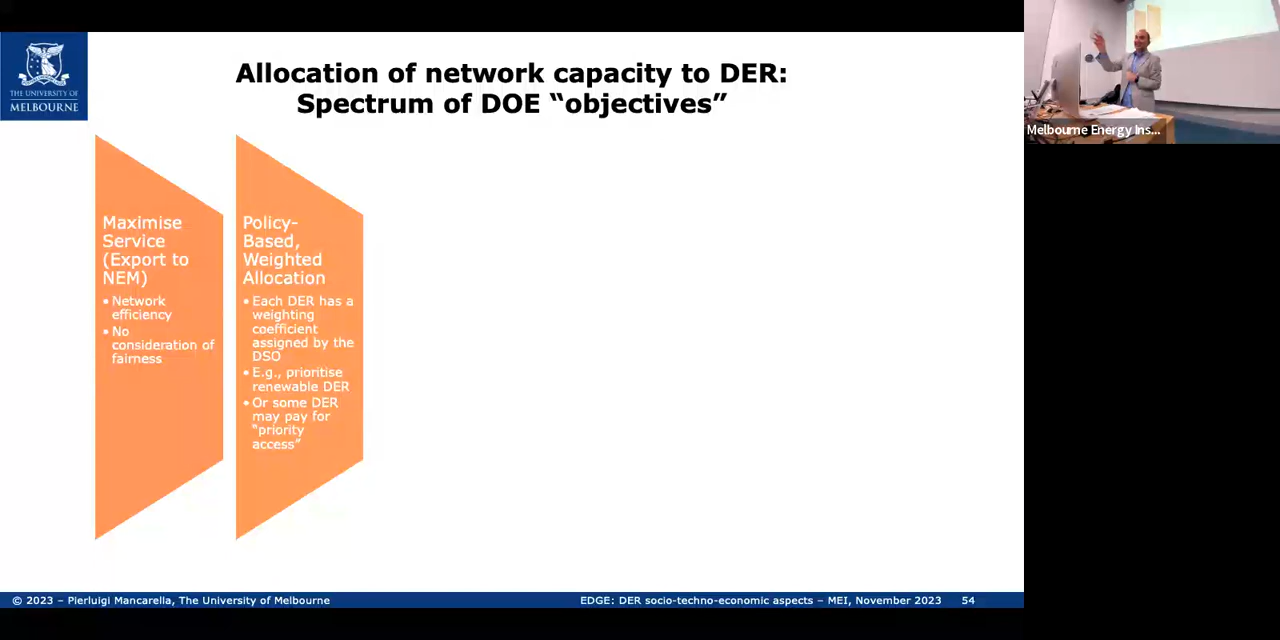 THE UNIVERSITY OF
MELBOURNE
Allocation of network capacity to DER:
Spectrum of DOE “objectives”
Maximise
Service
(Export to
NEM)
• Network
efficiency
• No
consideration of
fairness
Policy-
Based,
Weighted
Allocation
• Each DER has a
weighting
coefficient
assigned by the
DSO
• E.g., prioritise
renewable DER
• Or some DER
may pay for
“priority
access”
Melbourne Energy Ins...
© 2023 – Pierluigi Mancarella, The University of Melbourne
EDGE: DER socio-techno-economic aspects – MEI, November 2023 54